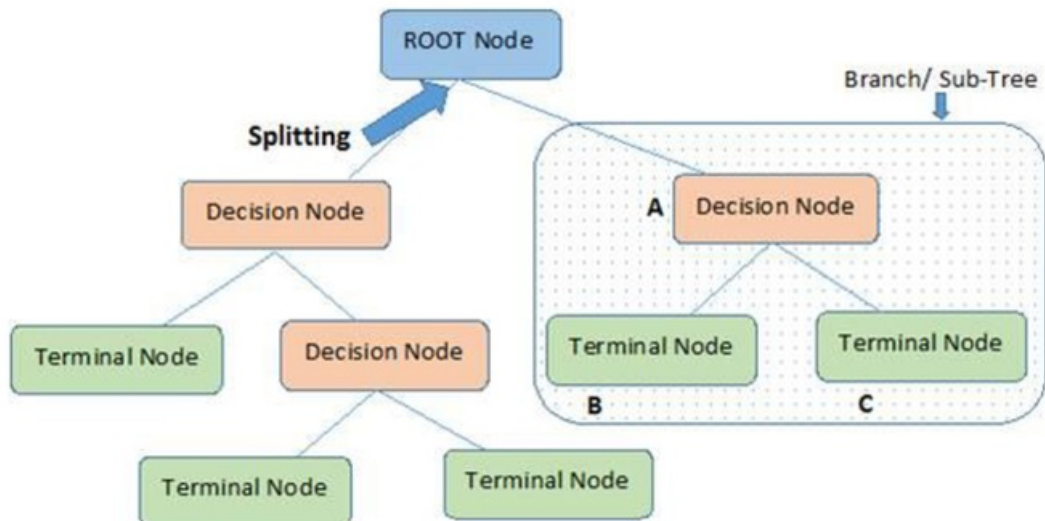 ROOT Node
Branch/ Sub-Tree
Splitting
Decision Node
A
Decision Node
Terminal Node
Decision Node
Terminal Node
Terminal Node
B
C
Terminal Node
Terminal Node